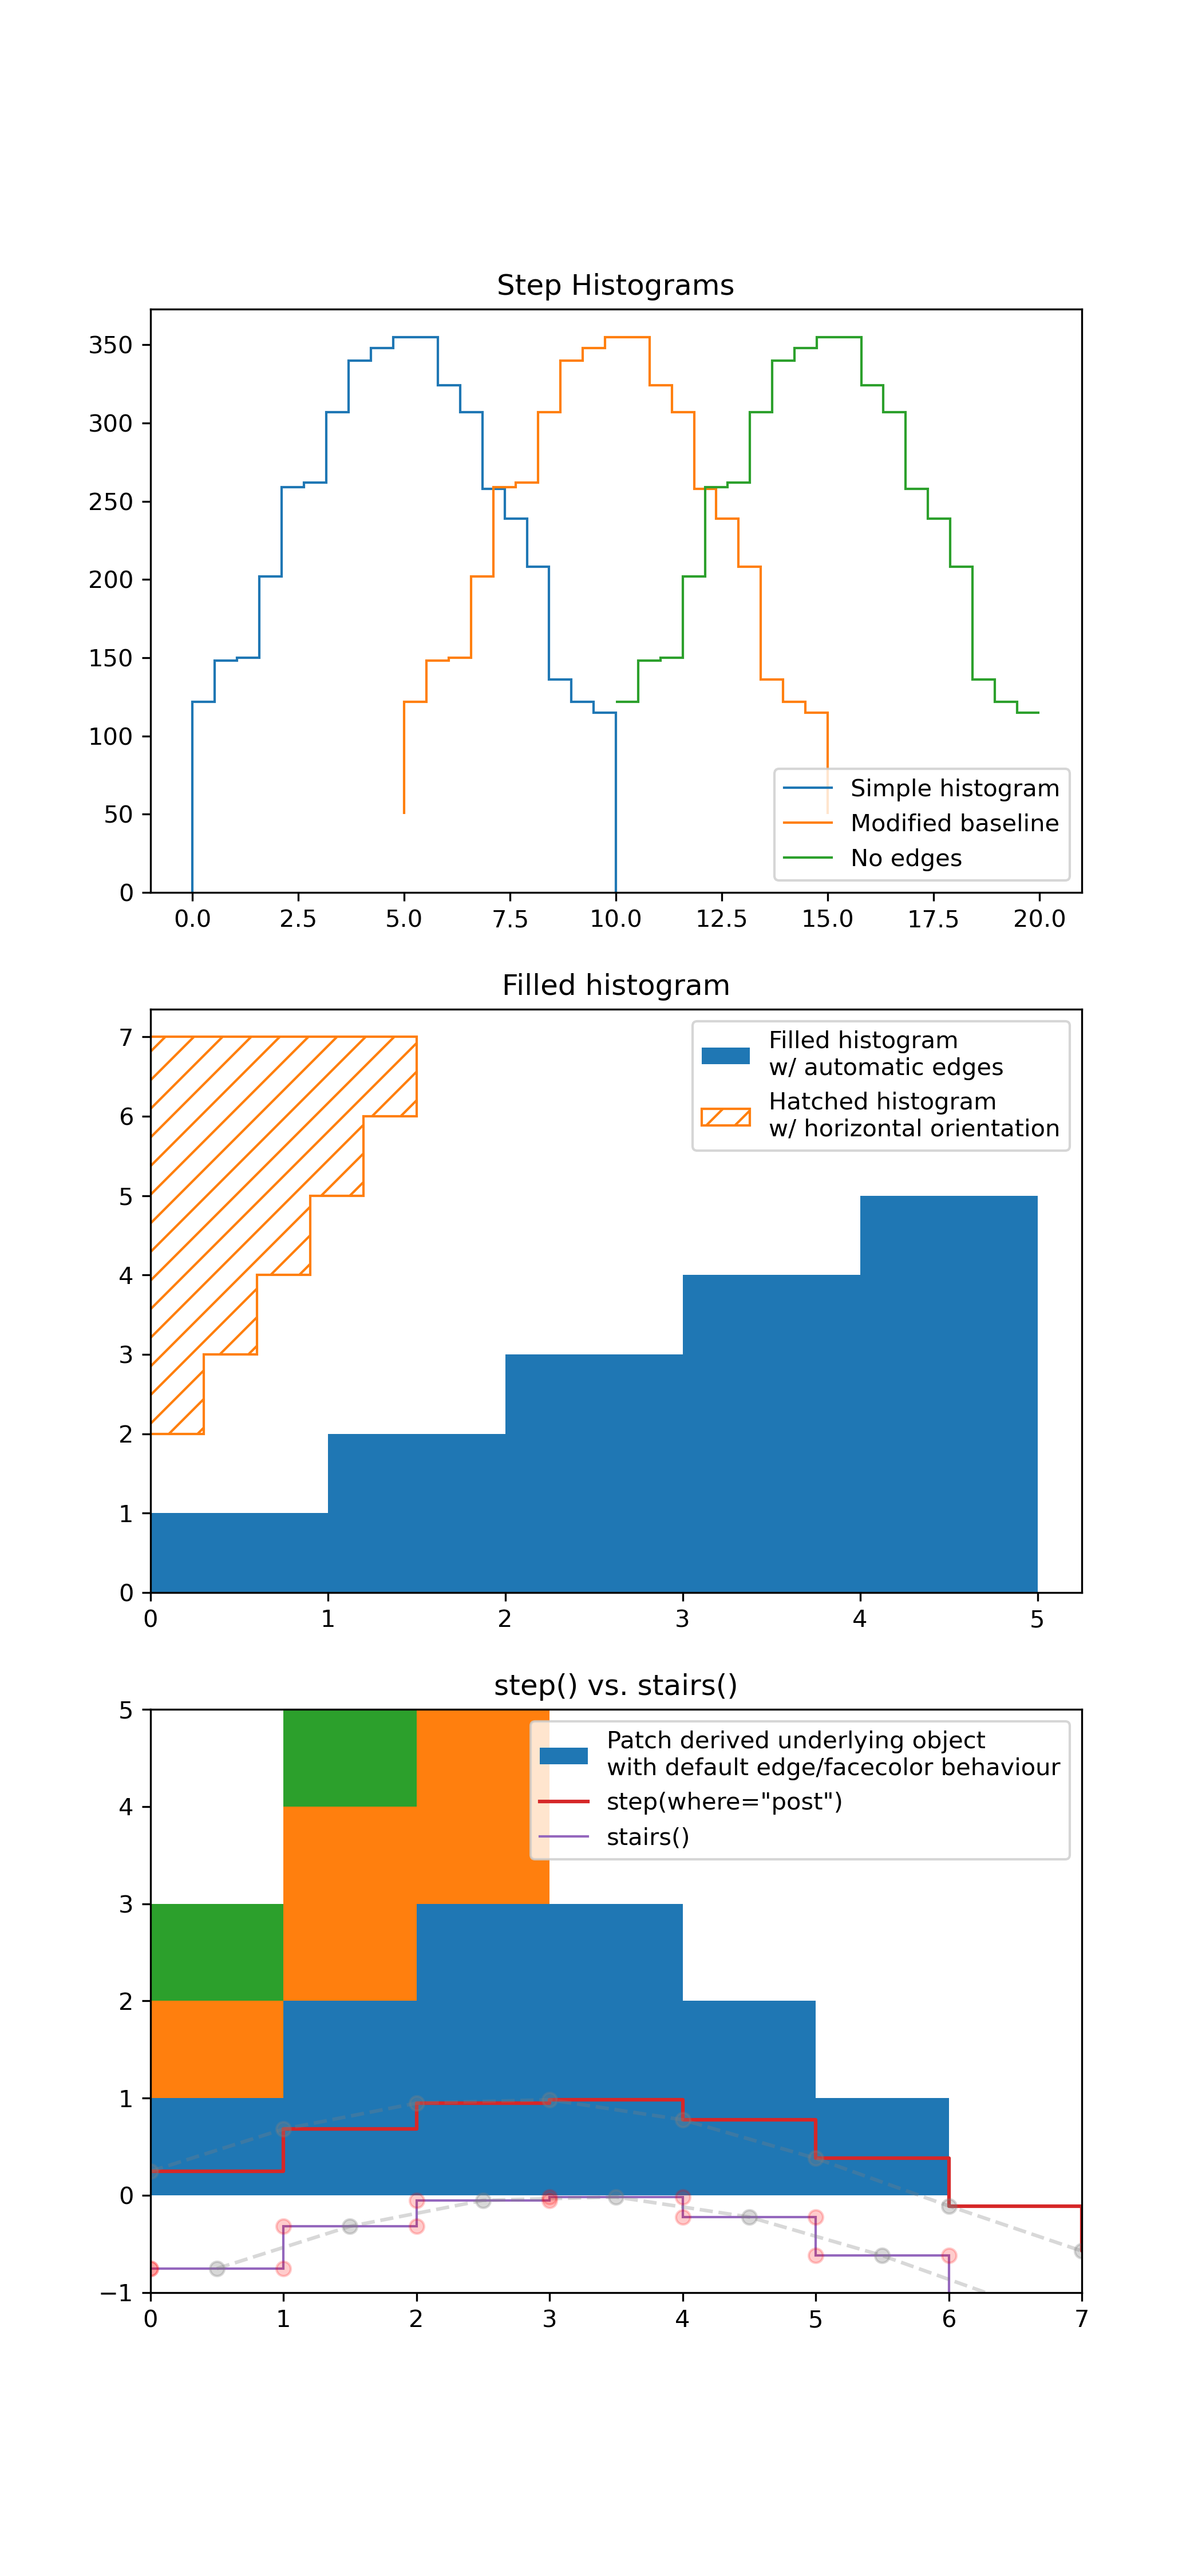 Step Histograms
350
300
250
200
150
100
50
0
0.0 2.5 5.0 7.5 10.0 12.5 15.0 17.5 20.0
Simple histogram
Modified baseline
No edges
Filled histogram
7
6
5
4
3
2
1
0
0 1 2 3 4 5
Filled histogram
w/ automatic edges
Hatched histogram
w/ horizontal orientation
step() vs. stairs()
5
4
3
2
1
0
−1
0 1 2 3 4 5 6 7
Patch derived underlying object
with default edge/facecolor behaviour
step(where="post")
stairs()